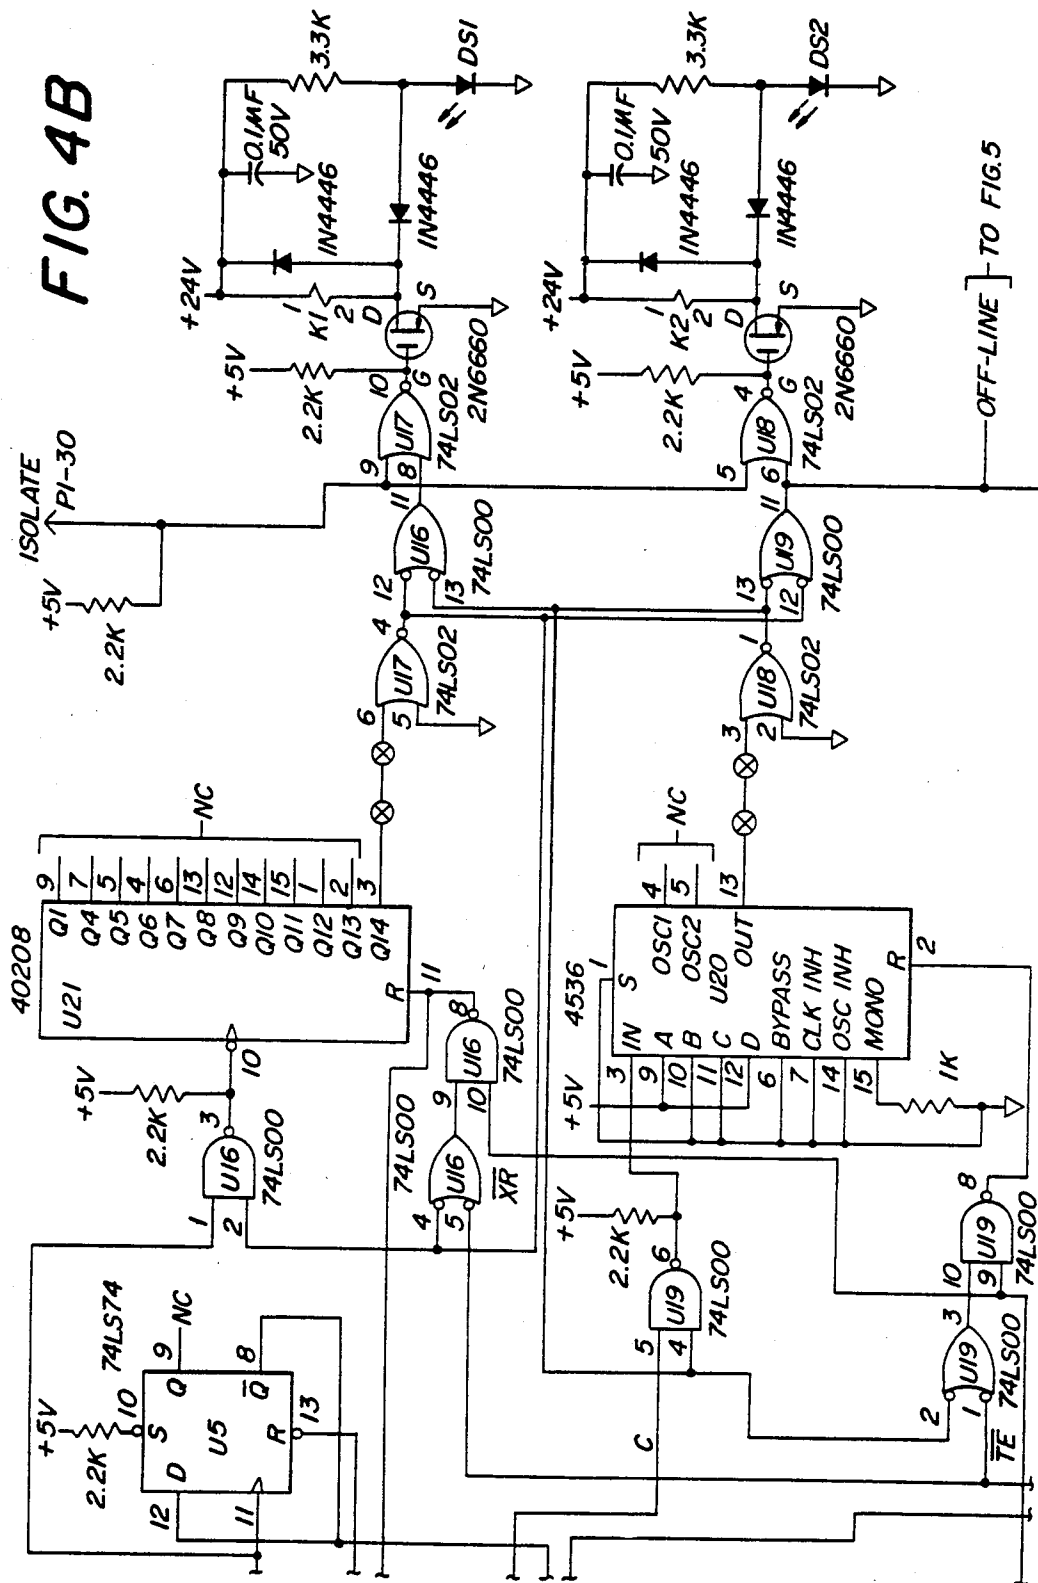 FIG. 4B
ISOLATE
P1-30
+5V
2.2K
+5V
2.2K
+24V
1
K1
2
D
S
G
10
9
8
U17
74LS02
2N6660
IN4446
IN4446
0.1MF
50V
3.3K
DS1
+5V
2.2K
+24V
1
K2
2
D
S
G
4
5
6
U18
74LS02
2N6660
IN4446
IN4446
0.1MF
50V
3.3K
DS2
OFF-LINE
TO FIG.5
11
U16
12
13
74LS00
11
U19
13
12
74LS00
4
U17
6
5
74LS02
1
U18
3
2
74LS02
40208
U21
Q1
Q4
Q5
Q6
Q7
Q8
Q9
Q10
Q11
Q12
Q13
Q14
R
9
7
5
4
6
13
12
14
15
1
2
3
NC
11
10
+5V
2.2K
3
U16
1
2
74LS00
8
U16
9
10
74LS00
74LS00
U16
4
5
XR
4536
1
S
IN
A
B
C
D
BYPASS
CLK INH
OSC INH
MONO
OSC1
OSC2
U20
OUT
R
4
5
NC
13
2
3
9
10
11
12
6
7
14
15
+5V
1K
+5V
2.2K
6
U19
5
4
74LS00
C
8
U19
10
9
74LS00
3
U19
2
1
74LS00
TE
74LS74
+5V
2.2K
10
S
D
Q
Q
U5
R
9
NC
8
13
12
11